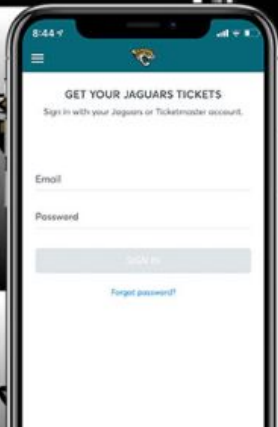 8:44
GET YOUR JAGUARS TICKETS
Sign in with your Jaguars or Ticketmaster account.
Email
Password
SIGN IN
Forgot password?